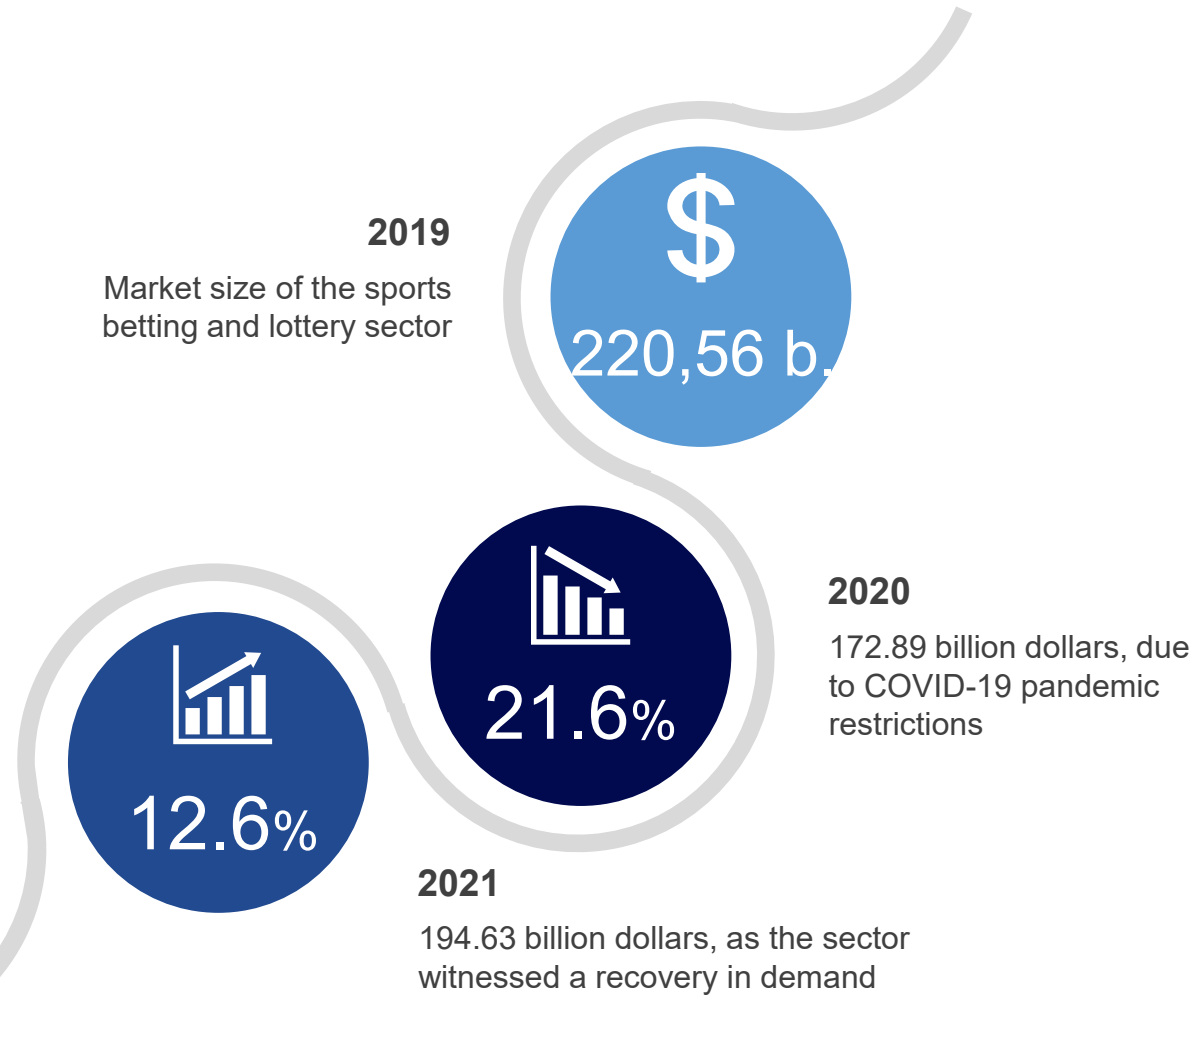 2019
Market size of the sports
betting and lottery sector
$
220,56 b.
21.6%
2020
172.89 billion dollars, due
to COVID-19 pandemic
restrictions
12.6%
2021
194.63 billion dollars, as the sector
witnessed a recovery in demand